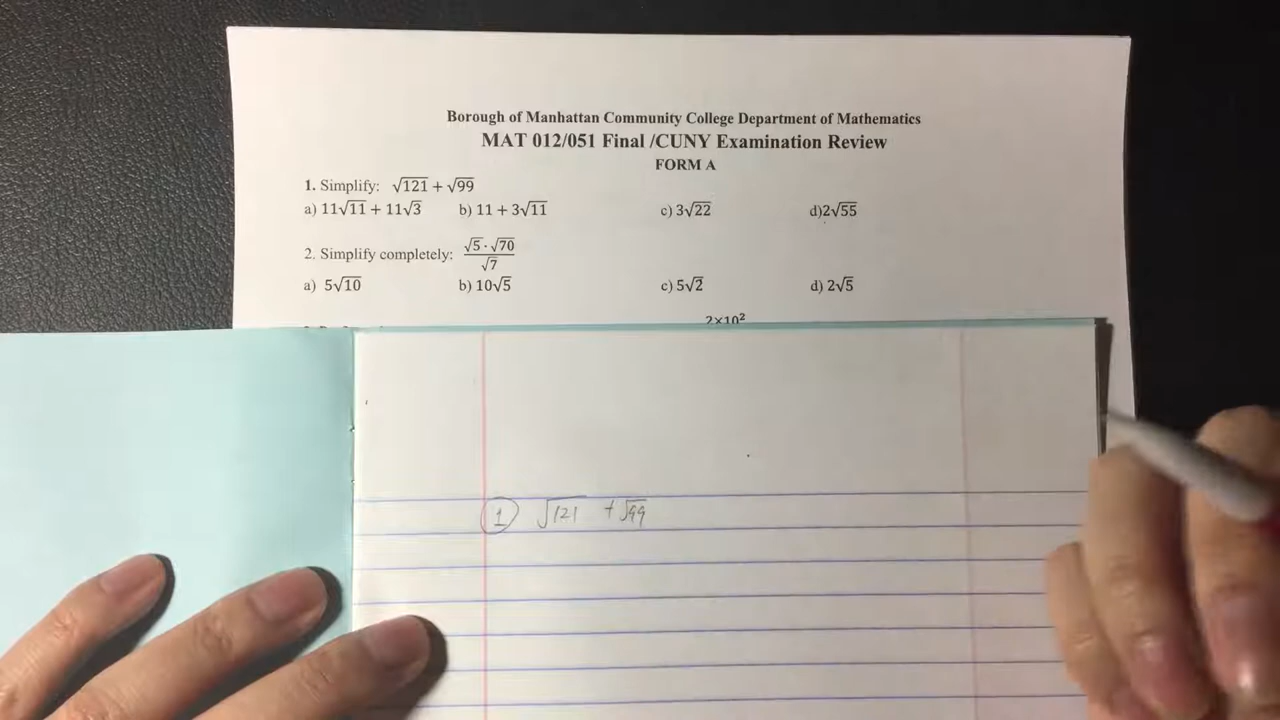 Borough of Manhattan Community College Department of Mathematics
MAT 012/051 Final /CUNY Examination Review
FORM A
1. Simplify: √121 + √99
a) 11√11 + 11√3 b) 11 + 3√11 c) 3√22 d)2√55
2. Simplify completely: (√5 · √70)/√7
a) 5√10 b) 10√5 c) 5√2 d) 2√5
2×10²
1 √121 + √99